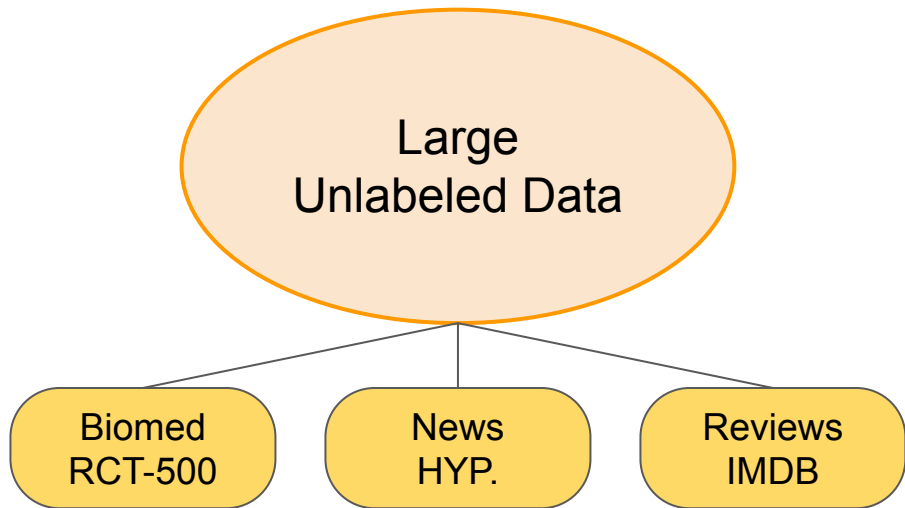 Large
Unlabeled Data
Biomed
RCT-500
News
HYP.
Reviews
IMDB